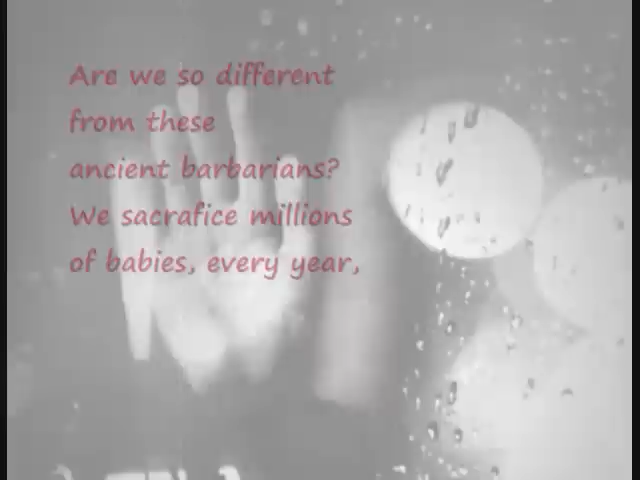 Are we so different
from these
ancient barbarians?
We sacrafice millions
of babies, every year,